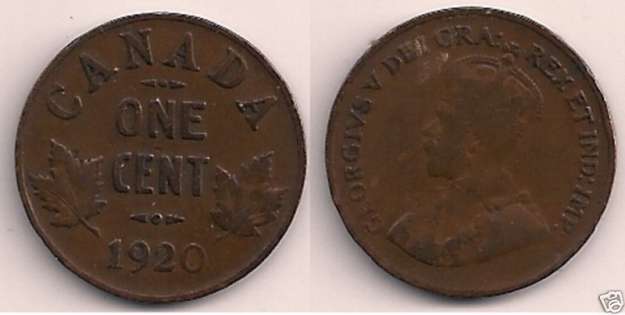 CANADA
ONE
CENT
1920
GEORGIVS V DEI GRA: REX ET IND: IMP: